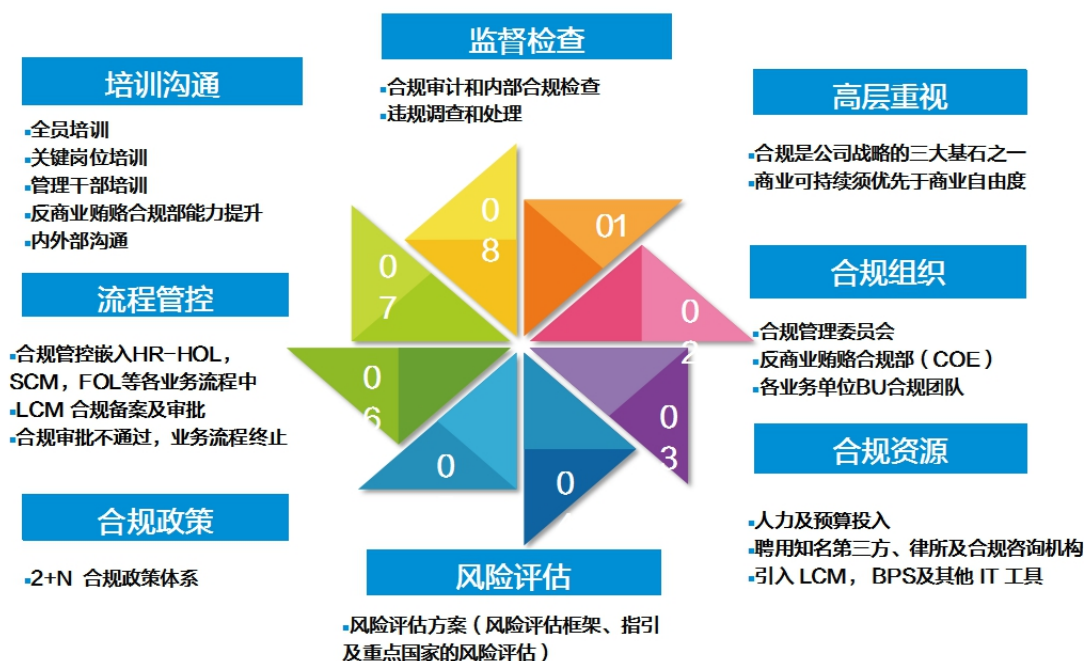 监督检查
▪合规审计和内部合规检查
▪违规调查和处理
培训沟通
▪全员培训
▪关键岗位培训
▪管理干部培训
▪反商业贿赂合规部能力提升
▪内外部沟通
高层重视
▪合规是公司战略的三大基石之一
▪商业可持续须优先于商业自由度
流程管控
▪合规管控嵌入HR-HOL，
SCM，FOL等各业务流程中
▪LCM 合规备案及审批
▪合规审批不通过，业务流程终止
合规组织
▪合规管理委员会
▪反商业贿赂合规部（COE）
▪各业务单位BU合规团队
合规政策
▪2+N 合规政策体系
合规资源
▪人力及预算投入
▪聘用知名第三方、律所及合规咨询机构
▪引入 LCM， BPS及其他 IT 工具
风险评估
▪风险评估方案（风险评估框架、指引
及重点国家的风险评估）
01
02
03
0
0
06
07
08